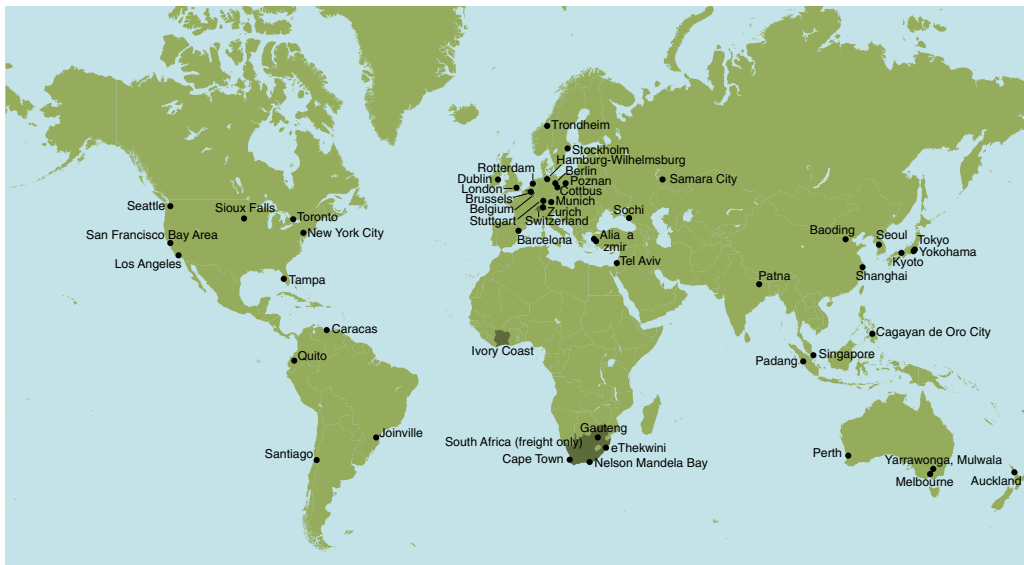 Trondheim
Stockholm
Hamburg-Wilhelmsburg
Rotterdam
Berlin
Dublin
Poznan
Samara City
London
Cottbus
Brussels
Munich
Belgium
Zurich
Stuttgart
Switzerland
Sochi
Barcelona
Alia a
zmir
Tel Aviv
Seattle
Sioux Falls
Toronto
New York City
San Francisco Bay Area
Los Angeles
Tampa
Baoding
Seoul
Tokyo
Yokohama
Kyoto
Shanghai
Patna
Caracas
Quito
Ivory Coast
Cagayan de Oro City
Singapore
Padang
Joinville
Santiago
Gauteng
South Africa (freight only)
eThekwini
Cape Town
Nelson Mandela Bay
Perth
Yarrawonga, Mulwala
Melbourne
Auckland